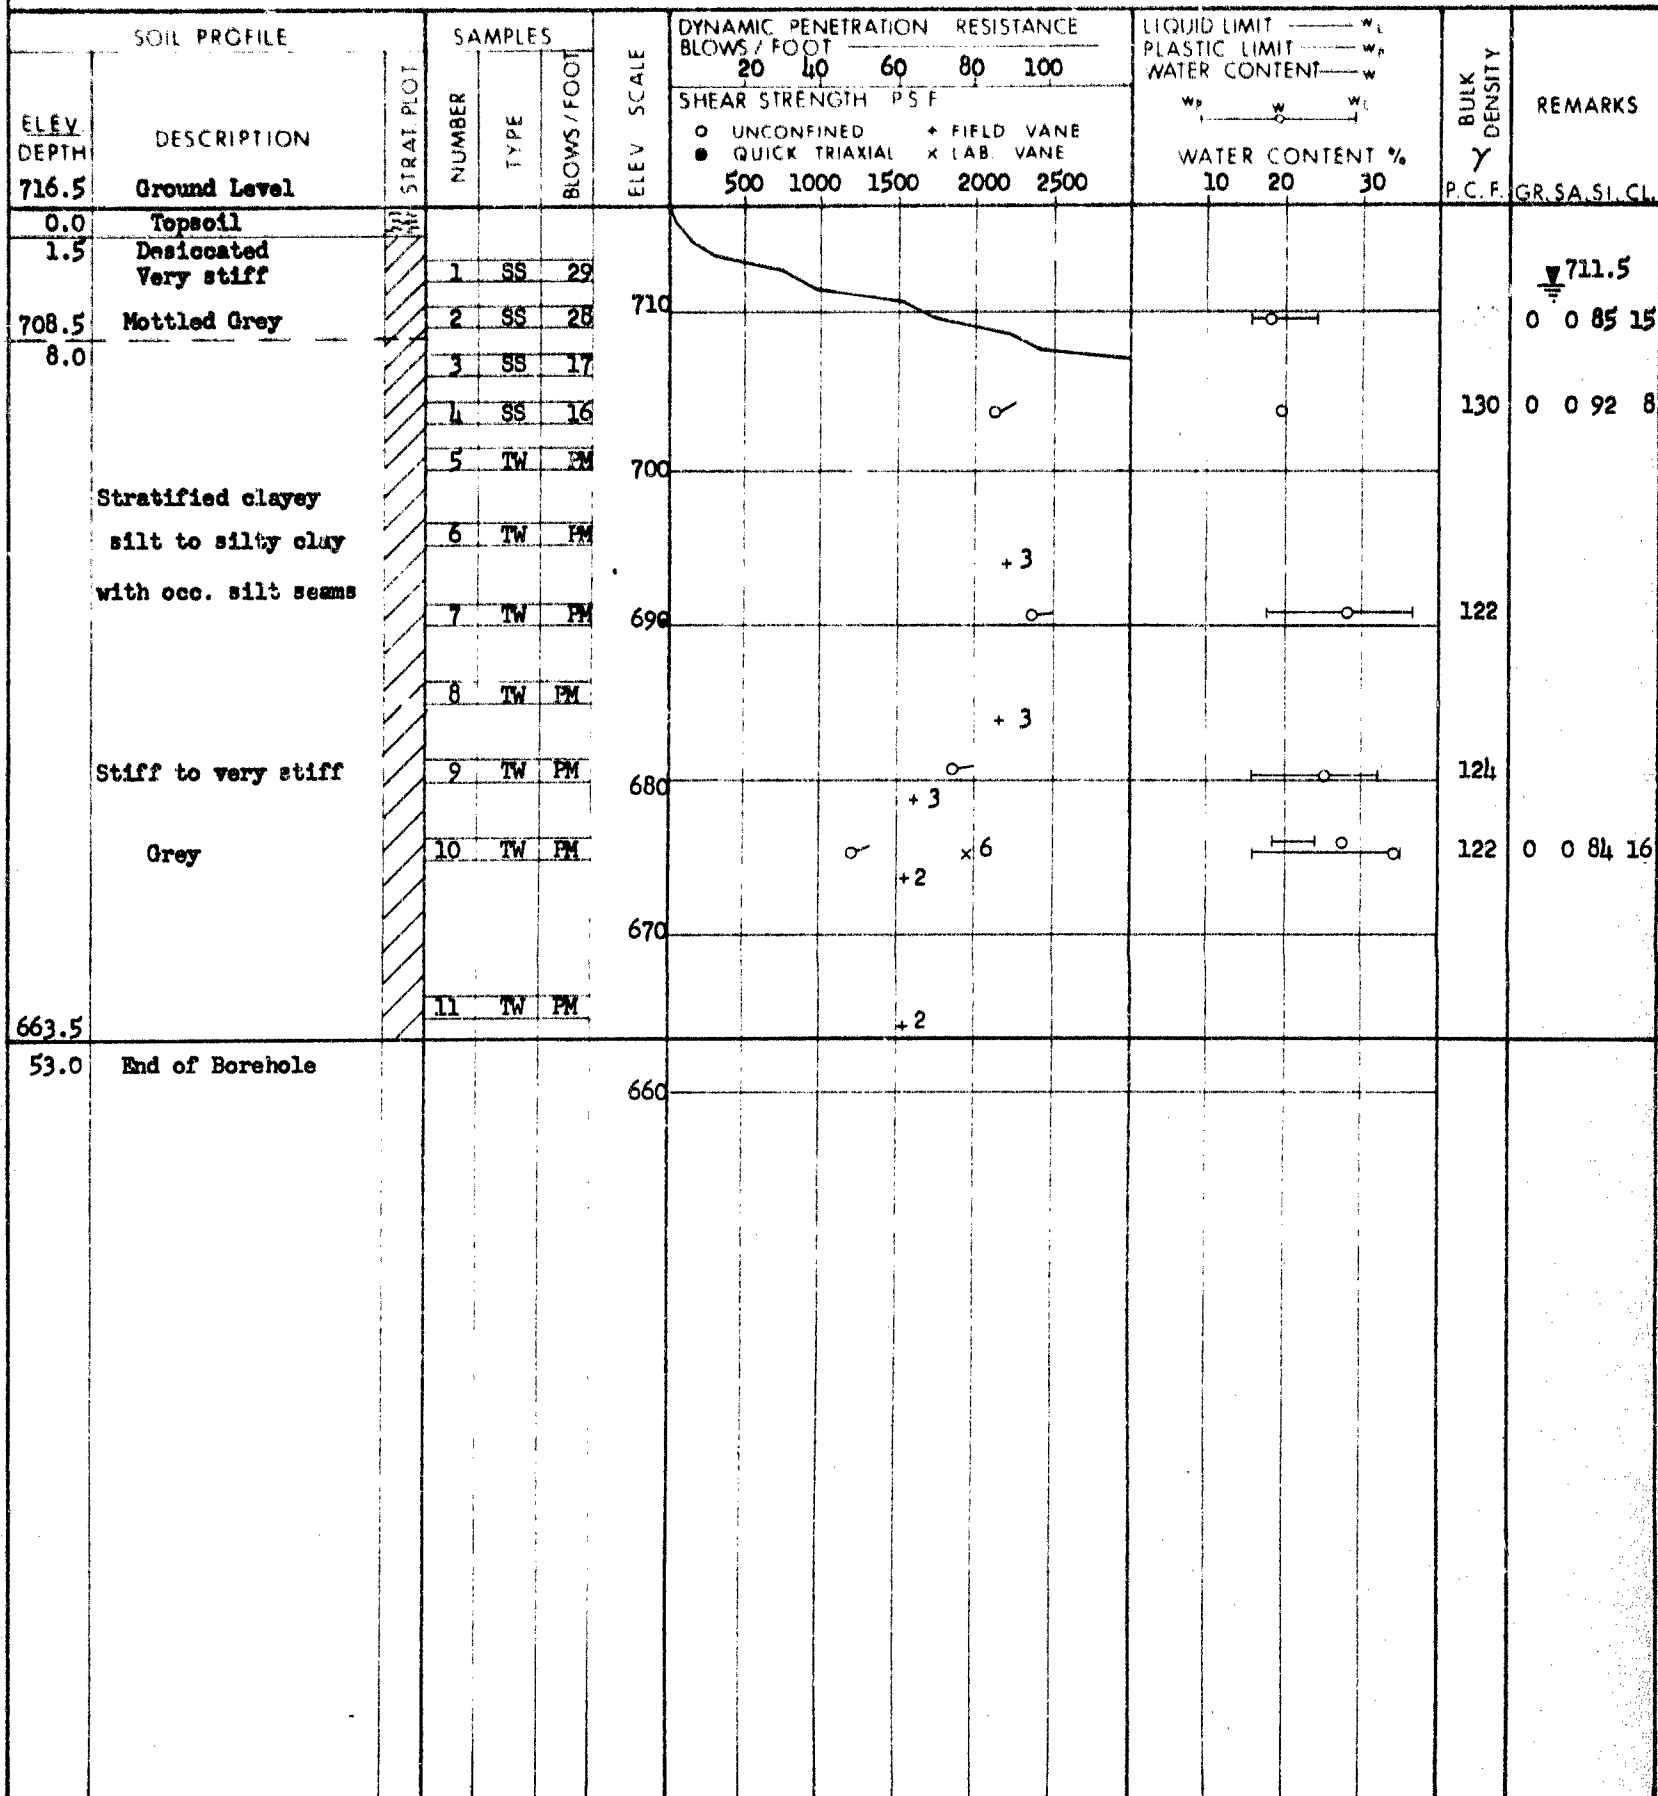 SOIL PROFILE
SAMPLES
DYNAMIC PENETRATION RESISTANCE
BLOWS / FOOT
20 40 60 80 100
LIQUID LIMIT wL
PLASTIC LIMIT wP
WATER CONTENT w
wP w wL
WATER CONTENT %
10 20 30
ELEV
DEPTH
DESCRIPTION
STRAT. PLOT
NUMBER
TYPE
BLOWS / FOOT
ELEV SCALE
SHEAR STRENGTH P S F
o UNCONFINED + FIELD VANE
● QUICK TRIAXIAL × LAB. VANE
500 1000 1500 2000 2500
BULK DENSITY
γ
P.C.F.
REMARKS
GR. SA. SI. CL.
716.5 Ground Level
0.0 Topsoil
1.5 Desiccated
Very stiff
1 SS 29
711.5
710
708.5 Mottled Grey
2 SS 28
0 0 85 15
8.0
3 SS 17
4 SS 16
130 0 0 92 8
5 TW PM
700
Stratified clayey
silt to silty clay
6 TW PM
+ 3
with occ. silt seams
7 TW PM
690
122
8 TW PM
+ 3
Stiff to very stiff
9 TW PM
680
124
+ 3
Grey
10 TW PM
× 6
122 0 0 84 16
+ 2
670
11 TW PM
+ 2
663.5
53.0 End of Borehole
660